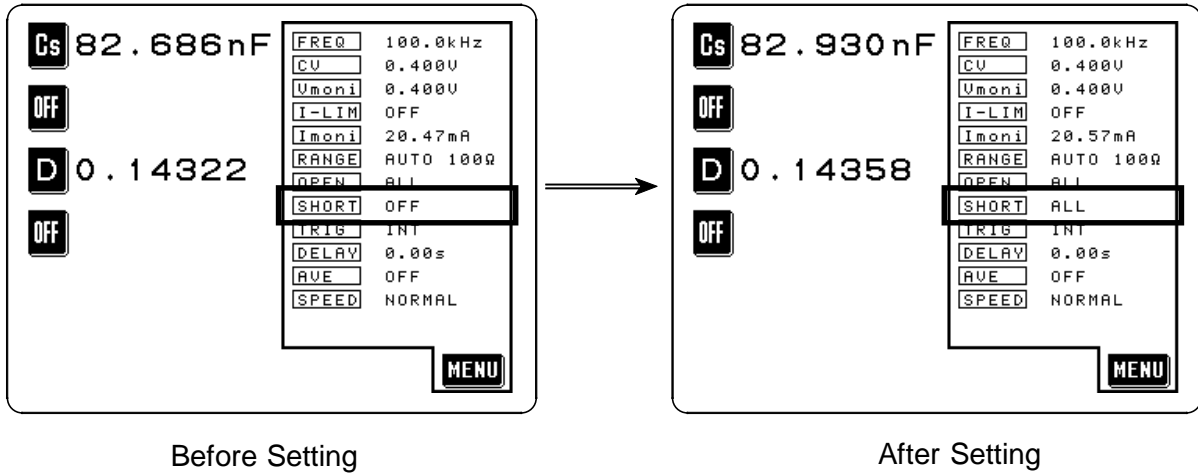 Cs 82.686nF
OFF
D 0.14322
OFF
FREQ 100.0kHz
CV 0.400V
Vmoni 0.400V
I-LIM OFF
Imoni 20.47mA
RANGE AUTO 100Ω
OPEN ALL
SHORT OFF
TRIG INT
DELAY 0.00s
AVE OFF
SPEED NORMAL
MENU
Before Setting
Cs 82.930nF
OFF
D 0.14358
OFF
FREQ 100.0kHz
CV 0.400V
Vmoni 0.400V
I-LIM OFF
Imoni 20.57mA
RANGE AUTO 100Ω
OPEN ALL
SHORT ALL
TRIG INT
DELAY 0.00s
AVE OFF
SPEED NORMAL
MENU
After Setting